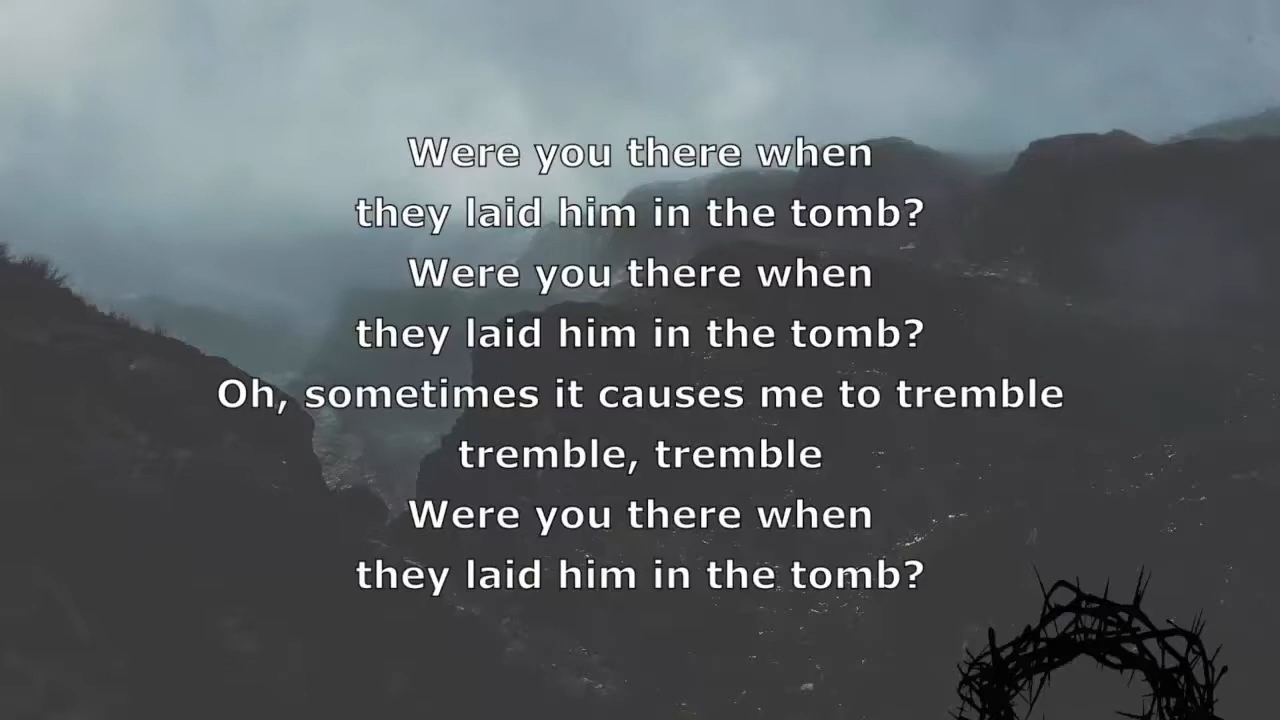 Were you there when
they laid him in the tomb?
Were you there when
they laid him in the tomb?
Oh, sometimes it causes me to tremble
tremble, tremble
Were you there when
they laid him in the tomb?